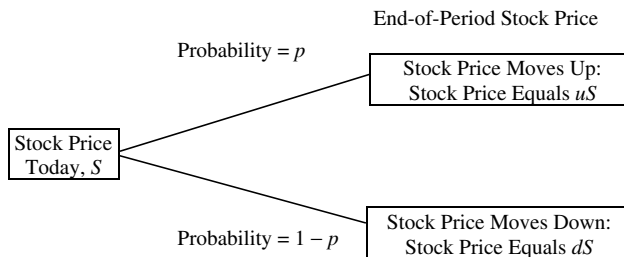 End-of-Period Stock Price
Probability = p
Stock Price Moves Up:
Stock Price Equals uS
Stock Price
Today, S
Stock Price Moves Down:
Stock Price Equals dS
Probability = 1 − p